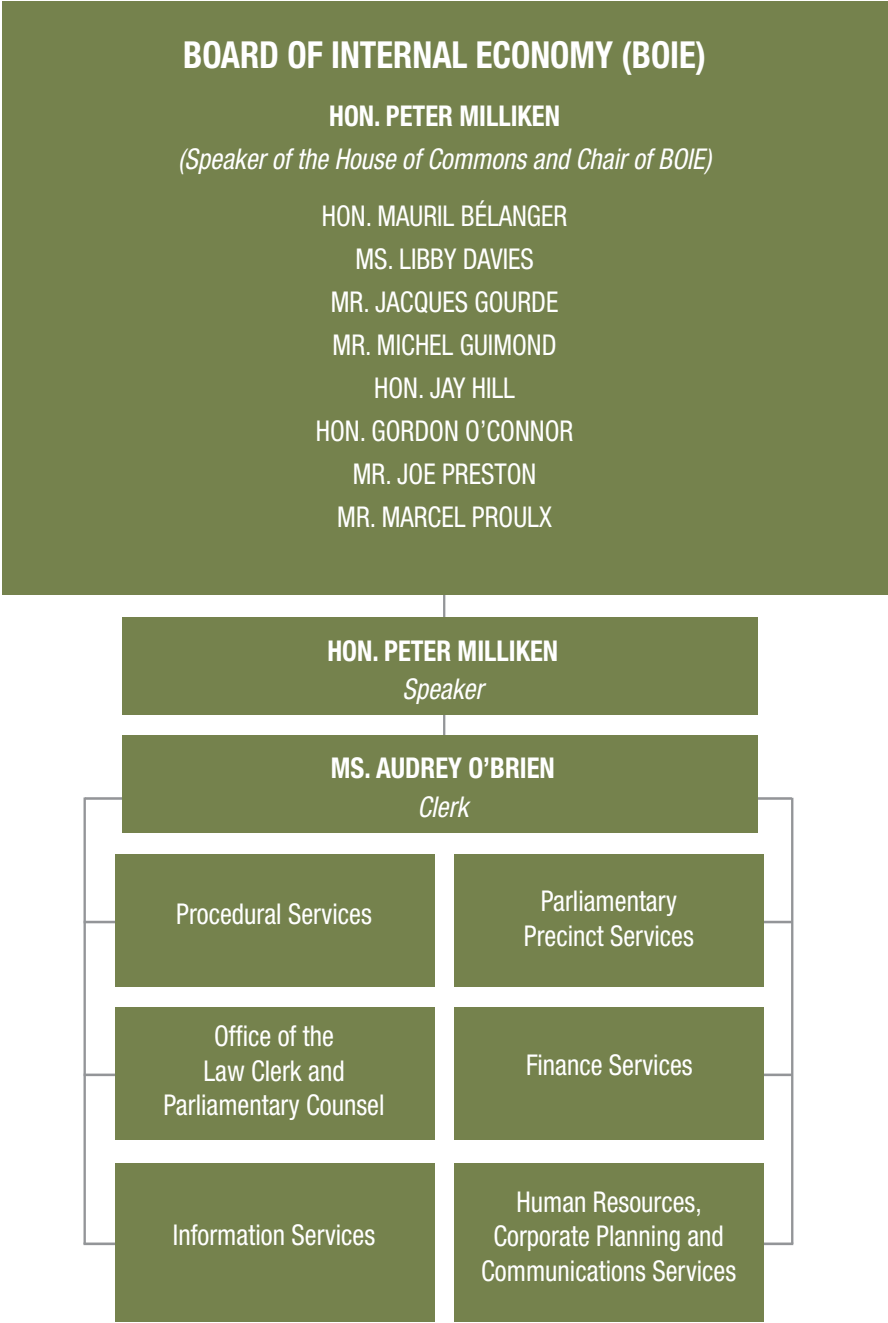 BOARD OF INTERNAL ECONOMY (BOIE)
HON. PETER MILLIKEN
(Speaker of the House of Commons and Chair of BOIE)
HON. MAURIL BÉLANGER
MS. LIBBY DAVIES
MR. JACQUES GOURDE
MR. MICHEL GUIMOND
HON. JAY HILL
HON. GORDON O’CONNOR
MR. JOE PRESTON
MR. MARCEL PROULX
HON. PETER MILLIKEN
Speaker
MS. AUDREY O’BRIEN
Clerk
Procedural Services
Parliamentary
Precinct Services
Office of the
Law Clerk and
Parliamentary Counsel
Finance Services
Information Services
Human Resources,
Corporate Planning and
Communications Services